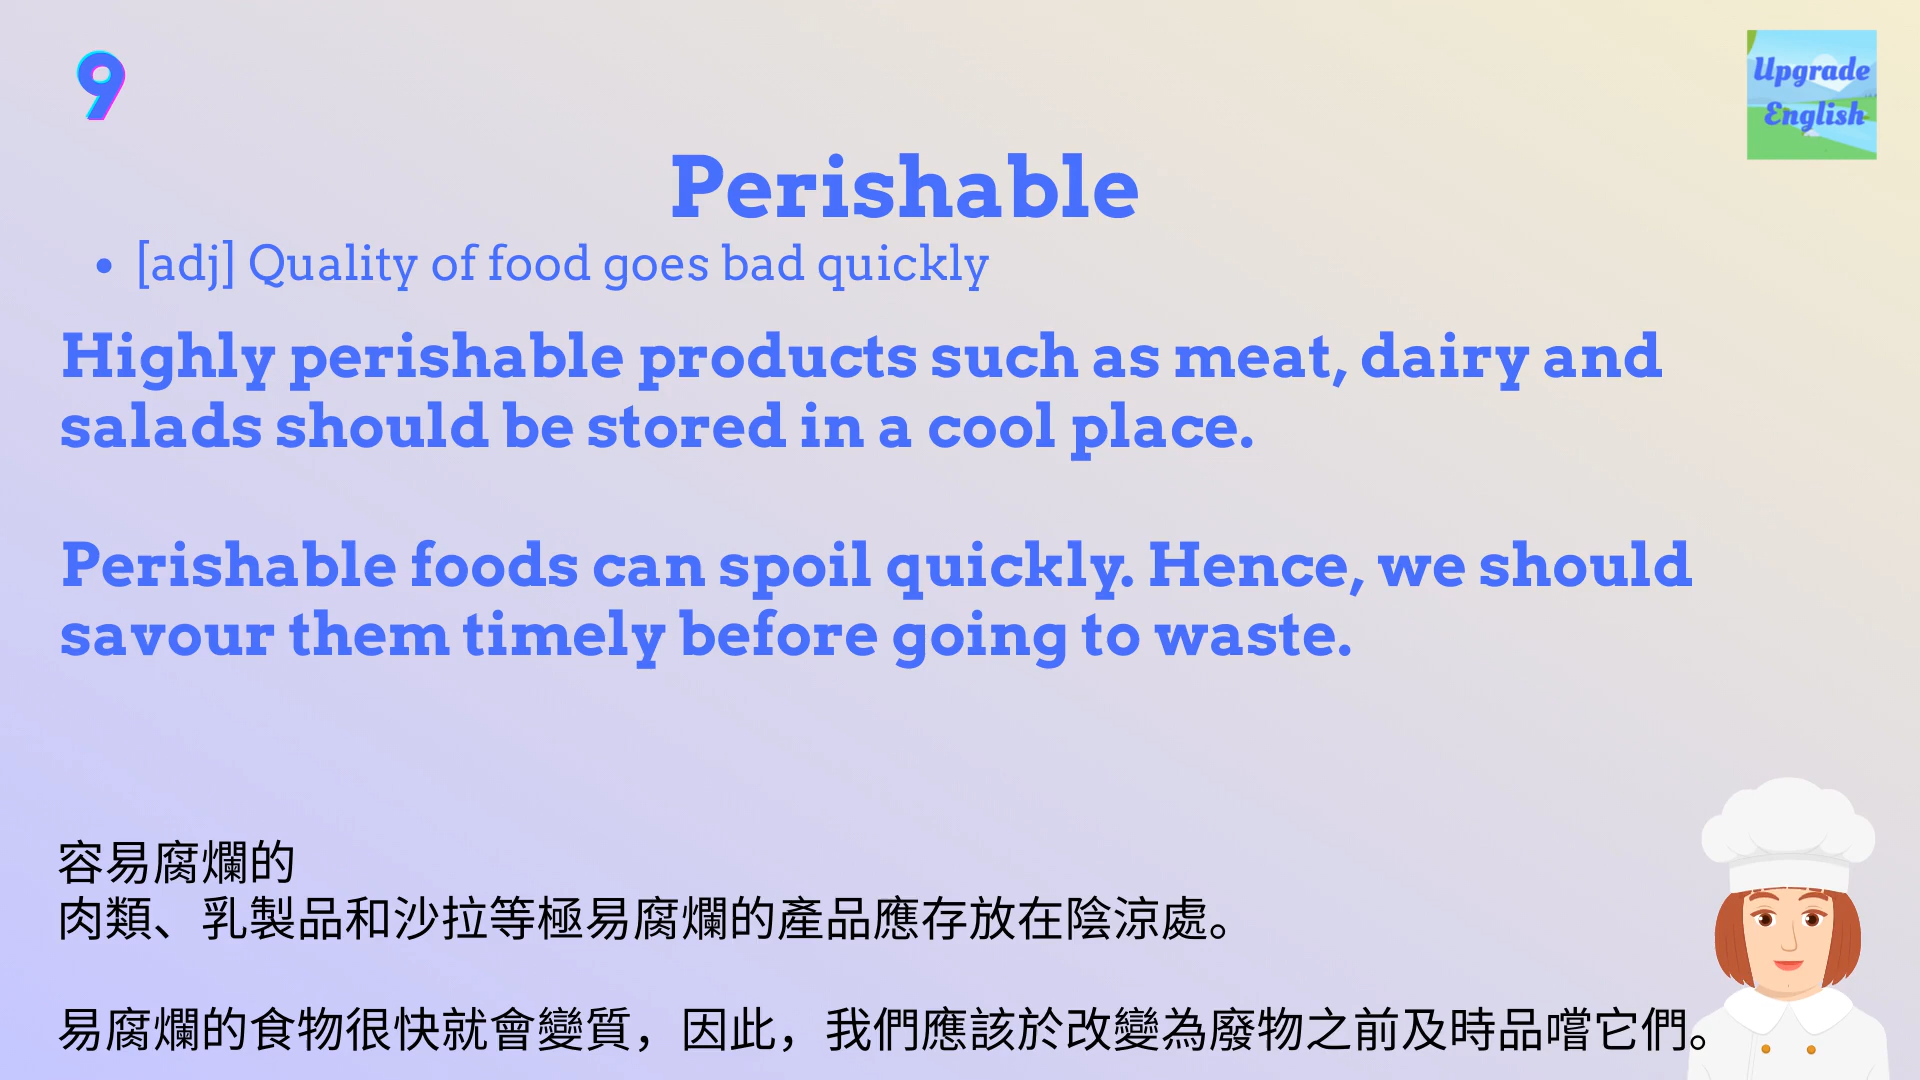 9
Upgrade
English
Perishable
• [adj] Quality of food goes bad quickly
Highly perishable products such as meat, dairy and
salads should be stored in a cool place.
Perishable foods can spoil quickly. Hence, we should
savour them timely before going to waste.
容易腐爛的
肉類、乳製品和沙拉等極易腐爛的產品應存放在陰涼處。
易腐爛的食物很快就會變質，因此，我們應該於改變為廢物之前及時品嚐它們。